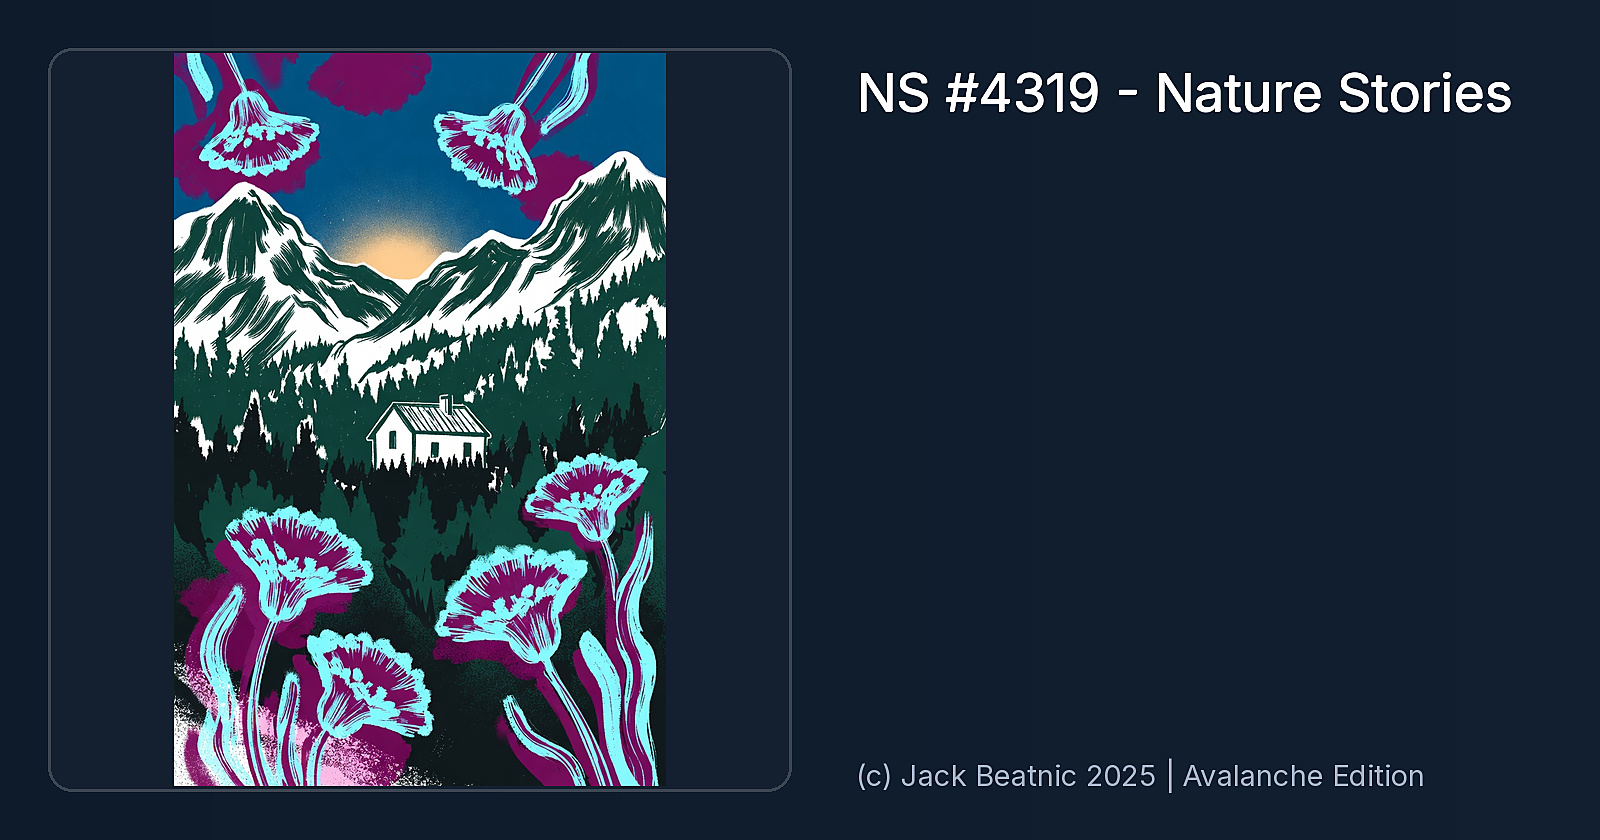 NS #4319 - Nature Stories
(c) Jack Beatnic 2025 | Avalanche Edition